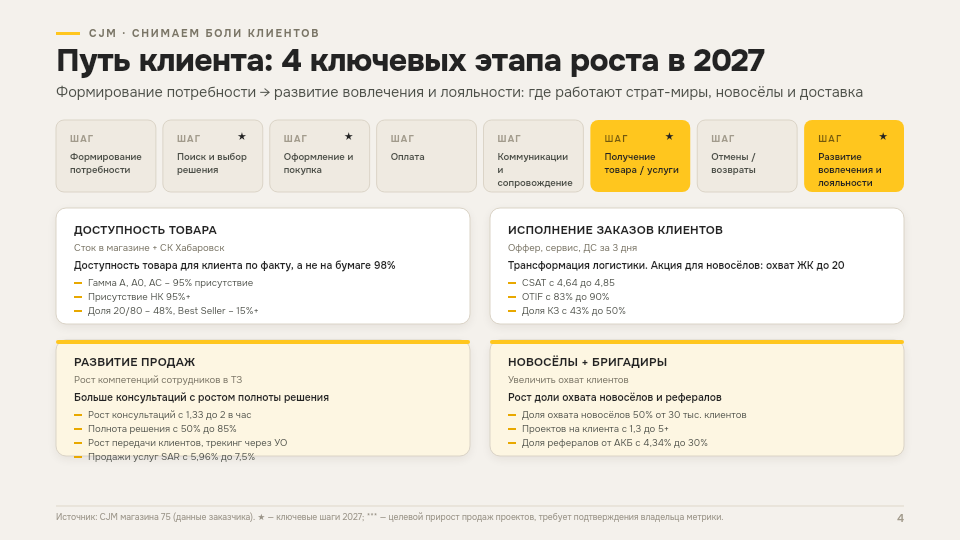 CJM · СНИМАЕМ БОЛИ КЛИЕНТОВ
Путь клиента: 4 ключевых этапа роста в 2027
Формирование потребности → развитие вовлечения и лояльности: где работают страт-миры, новосёлы и доставка
ШАГ
Формирование
потребности
ШАГ ★
Поиск и выбор
решения
ШАГ ★
Оформление и
покупка
ШАГ
Оплата
ШАГ
Коммуникации
и
сопровождение
ШАГ ★
Получение
товара / услуги
ШАГ
Отмены /
возвраты
ШАГ ★
Развитие
вовлечения и
лояльности
ДОСТУПНОСТЬ ТОВАРА
Сток в магазине + СК Хабаровск
Доступность товара для клиента по факту, а не на бумаге 98%
Гамма А, А0, АС – 95% присутствие
Присутствие НК 95%+
Доля 20/80 – 48%, Best Seller – 15%+
ИСПОЛНЕНИЕ ЗАКАЗОВ КЛИЕНТОВ
Оффер, сервис, ДС за 3 дня
Трансформация логистики. Акция для новосёлов: охват ЖК до 20
CSAT с 4,64 до 4,85
OTIF с 83% до 90%
Доля КЗ с 43% до 50%
РАЗВИТИЕ ПРОДАЖ
Рост компетенций сотрудников в ТЗ
Больше консультаций с ростом полноты решения
Рост консультаций с 1,33 до 2 в час
Полнота решения с 50% до 85%
Рост передачи клиентов, трекинг через УО
Продажи услуг SAR с 5,96% до 7,5%
НОВОСЁЛЫ + БРИГАДИРЫ
Увеличить охват клиентов
Рост доли охвата новосёлов и рефералов
Доля охвата новосёлов 50% от 30 тыс. клиентов
Проектов на клиента с 1,3 до 5+
Доля рефералов от АКБ с 4,34% до 30%
Источник: CJM магазина 75 (данные заказчика). ★ — ключевые шаги 2027; *** — целевой прирост продаж проектов, требует подтверждения владельца метрики.
4